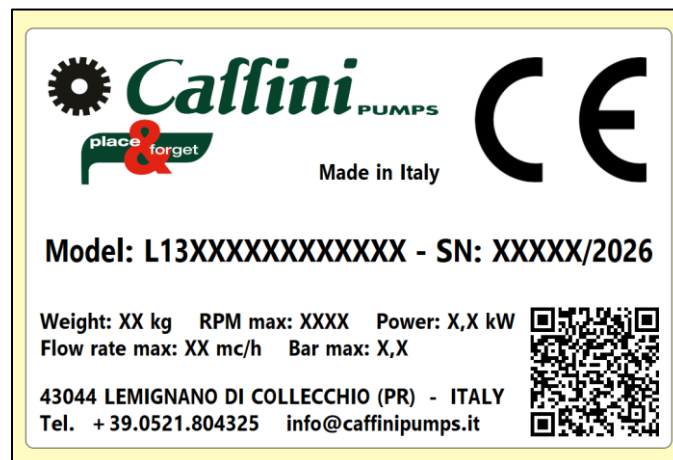 Caffini PUMPS
place & forget
CE
Made in Italy
Model: L13XXXXXXXXXXXX - SN: XXXXX/2026
Weight: XX kg RPM max: XXXX Power: X,X kW
Flow rate max: XX mc/h Bar max: X,X
43044 LEMIGNANO DI COLLECCHIO (PR) - ITALY
Tel. +39.0521.804325 info@caffinipumps.it